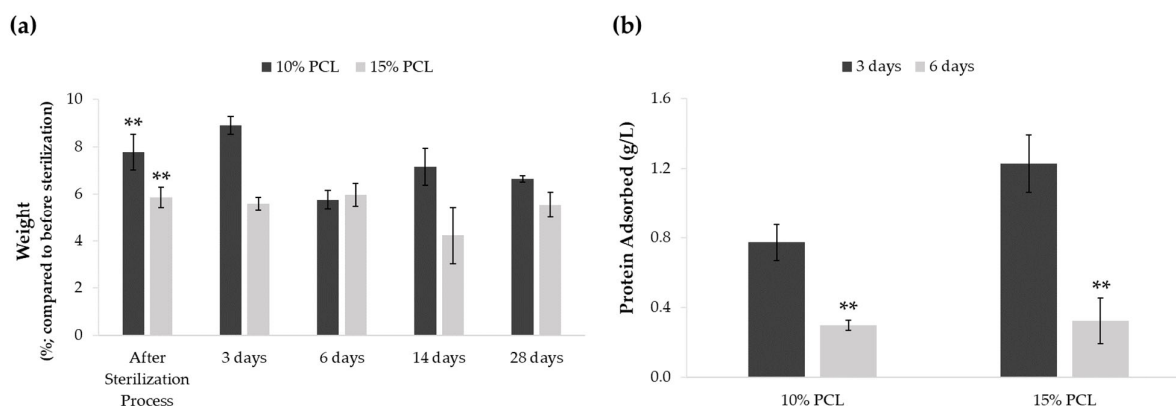 (a)
10% PCL 15% PCL
Weight
(%; compared to before sterilization)
10
8
6
4
2
0
**
**
After
Sterilization
Process
3 days
6 days
14 days
28 days
(b)
3 days 6 days
Protein Adsorbed (g/L)
1.6
1.2
0.8
0.4
0.0
**
**
10% PCL
15% PCL